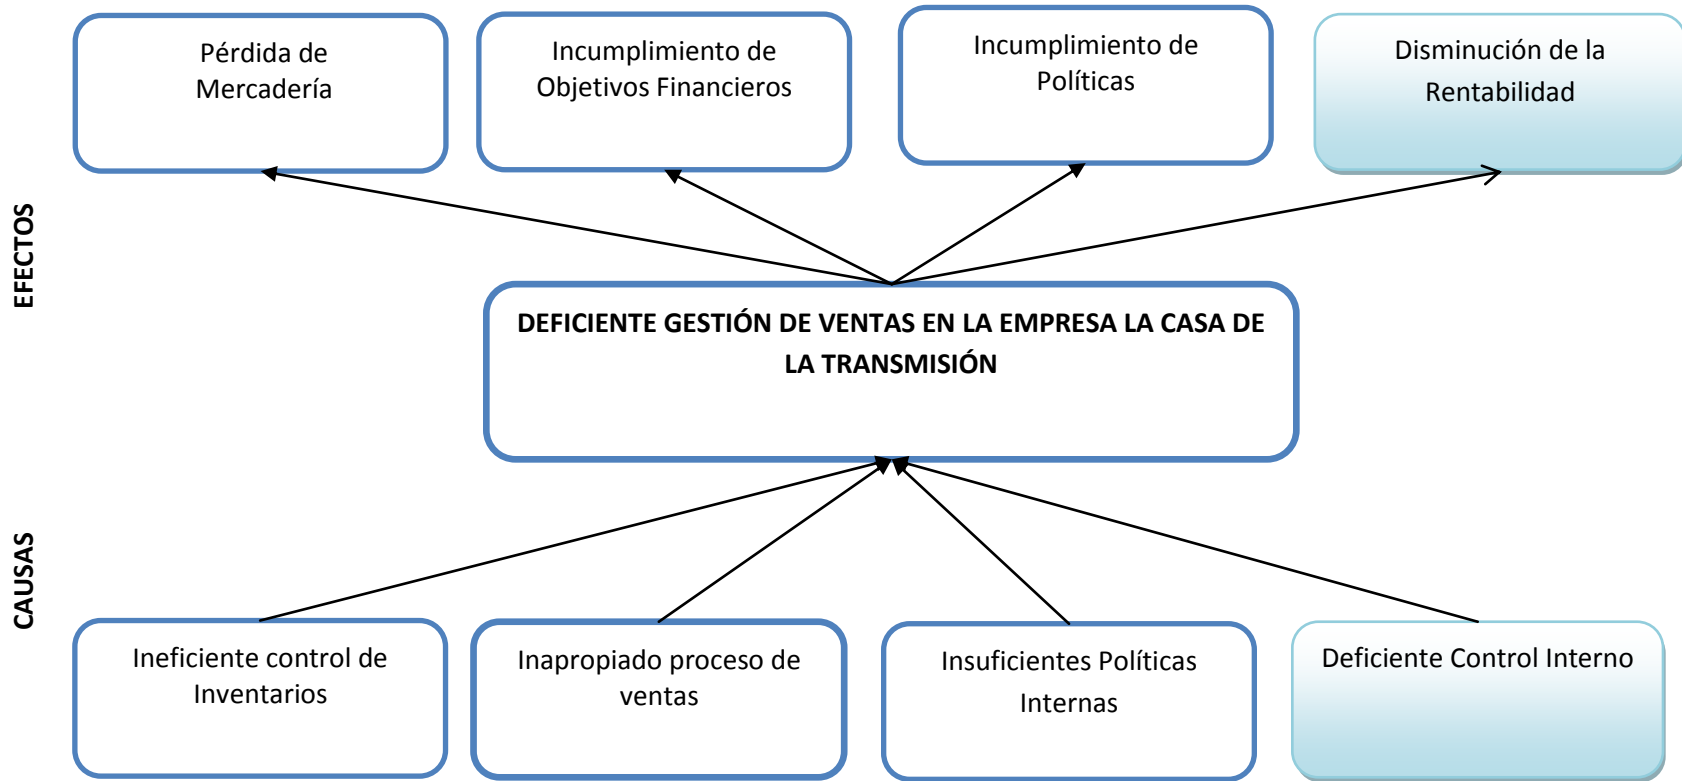 Pérdida de
Mercadería
Incumplimiento de
Objetivos Financieros
Incumplimiento de
Políticas
Disminución de la
Rentabilidad
EFECTOS
DEFICIENTE GESTIÓN DE VENTAS EN LA EMPRESA LA CASA DE
LA TRANSMISIÓN
CAUSAS
Ineficiente control de
Inventarios
Inapropiado proceso de
ventas
Insuficientes Políticas
Internas
Deficiente Control Interno